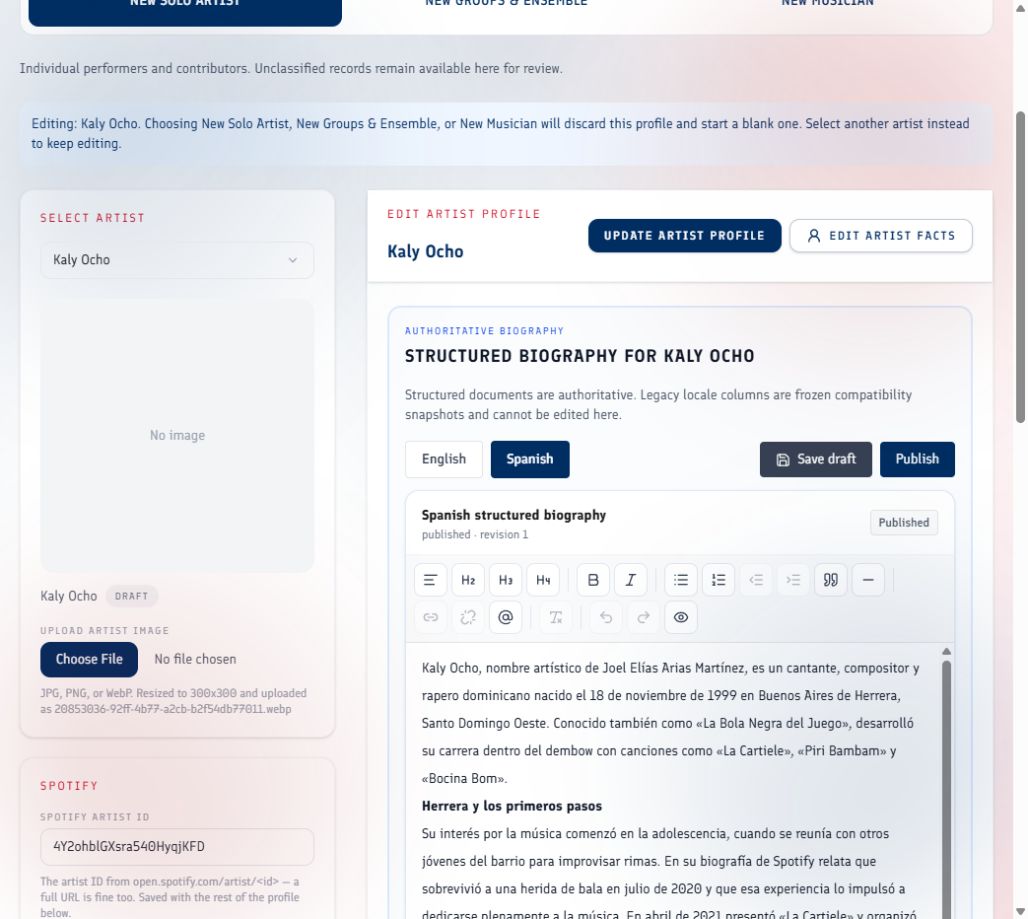 NEW SOLO ARTIST
NEW GROUPS & ENSEMBLE
NEW MUSICIAN
Individual performers and contributors. Unclassified records remain available here for review.
Editing: Kaly Ocho. Choosing New Solo Artist, New Groups & Ensemble, or New Musician will discard this profile and start a blank one. Select another artist instead
to keep editing.
SELECT ARTIST
Kaly Ocho
No image
Kaly Ocho DRAFT
UPLOAD ARTIST IMAGE
Choose File No file chosen
JPG, PNG, or WebP. Resized to 300x300 and uploaded
as 20853036-92ff-4b77-a2cb-b2f54db77011.webp
SPOTIFY
SPOTIFY ARTIST ID
4Y2ohblGXsra540HyqjKFD
The artist ID from open.spotify.com/artist/<id> — a
full URL is fine too. Saved with the rest of the profile
below.
EDIT ARTIST PROFILE
Kaly Ocho
UPDATE ARTIST PROFILE
EDIT ARTIST FACTS
AUTHORITATIVE BIOGRAPHY
STRUCTURED BIOGRAPHY FOR KALY OCHO
Structured documents are authoritative. Legacy locale columns are frozen compatibility
snapshots and cannot be edited here.
English Spanish Save draft Publish
Spanish structured biography
published · revision 1
Published
H2 H3 H4 B I
@
Kaly Ocho, nombre artístico de Joel Elías Arias Martínez, es un cantante, compositor y
rapero dominicano nacido el 18 de noviembre de 1999 en Buenos Aires de Herrera,
Santo Domingo Oeste. Conocido también como «La Bola Negra del Juego», desarrolló
su carrera dentro del dembow con canciones como «La Cartiele», «Piri Bambam» y
«Bocina Bom».
Herrera y los primeros pasos
Su interés por la música comenzó en la adolescencia, cuando se reunía con otros
jóvenes del barrio para improvisar rimas. En su biografía de Spotify relata que
sobrevivió a una herida de bala en julio de 2020 y que esa experiencia lo impulsó a
dedicarse plenamente a la música. En abril de 2021 presentó «La Cartiele» y organizó